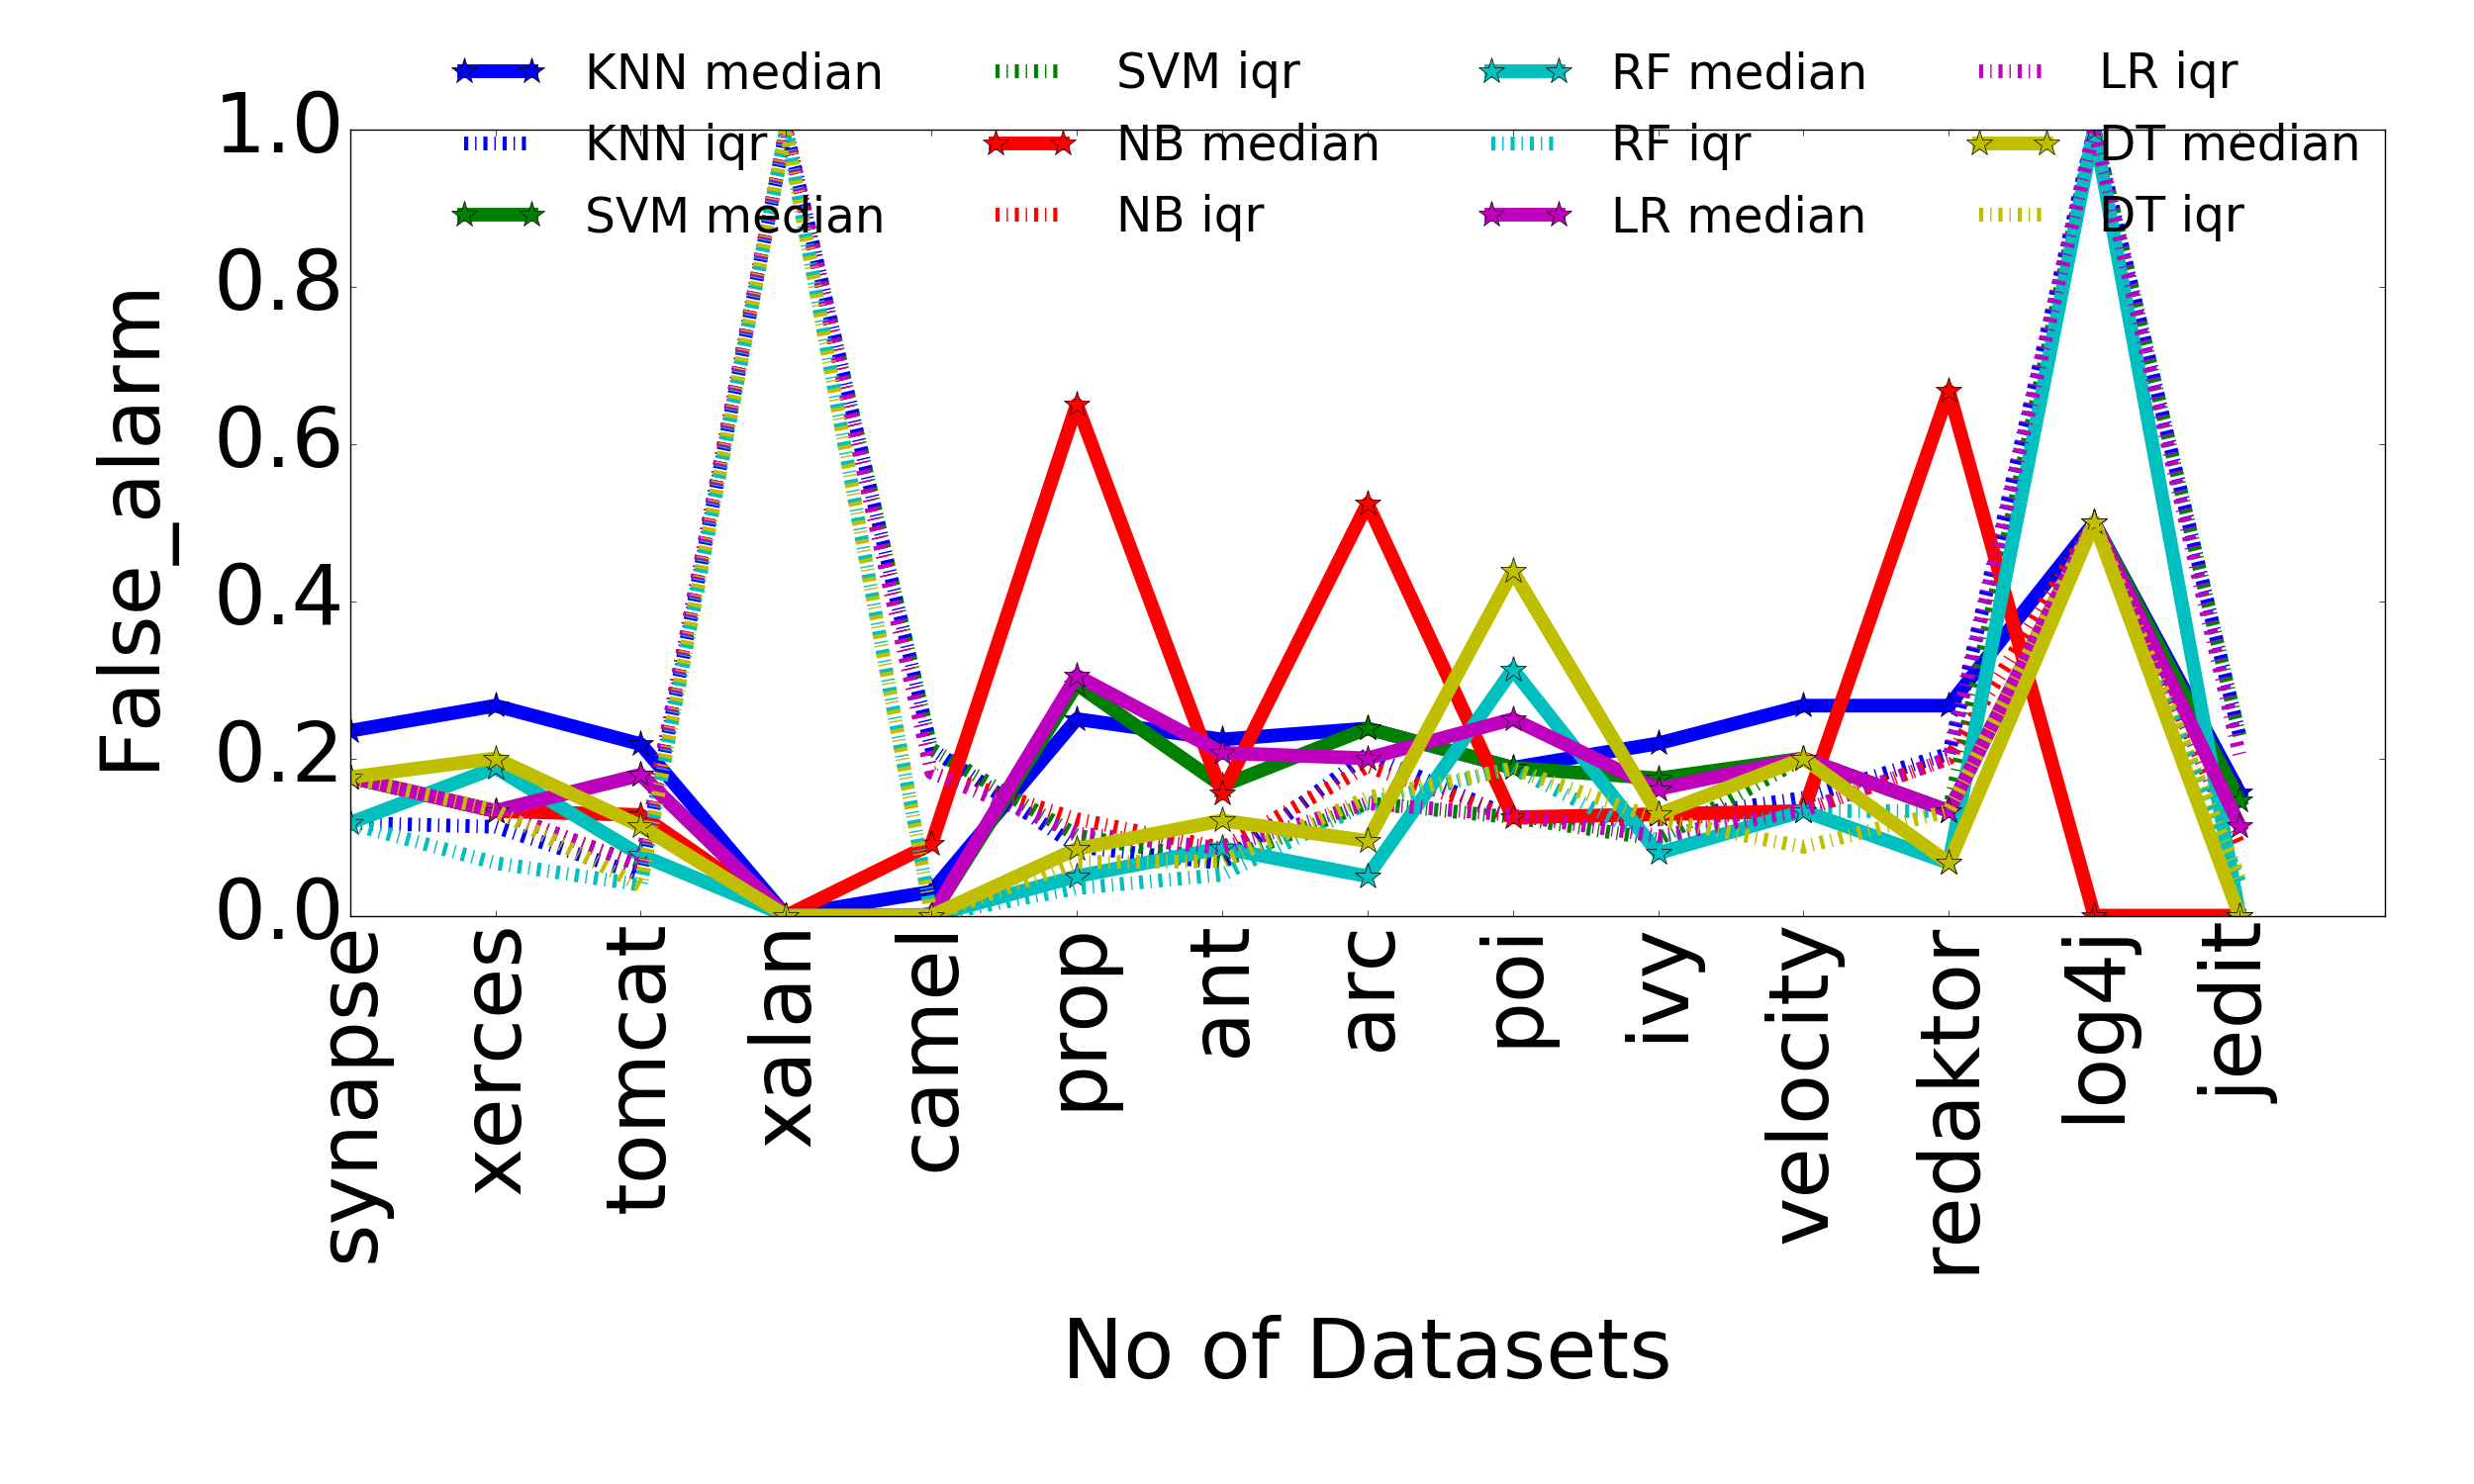 KNN median
KNN iqr
SVM median
SVM iqr
NB median
NB iqr
RF median
RF iqr
LR median
LR iqr
DT median
DT iqr
False_alarm
1.0
0.8
0.6
0.4
0.2
0.0
synapse
xerces
tomcat
xalan
camel
prop
ant
arc
poi
ivy
velocity
redaktor
log4j
jedit
No of Datasets